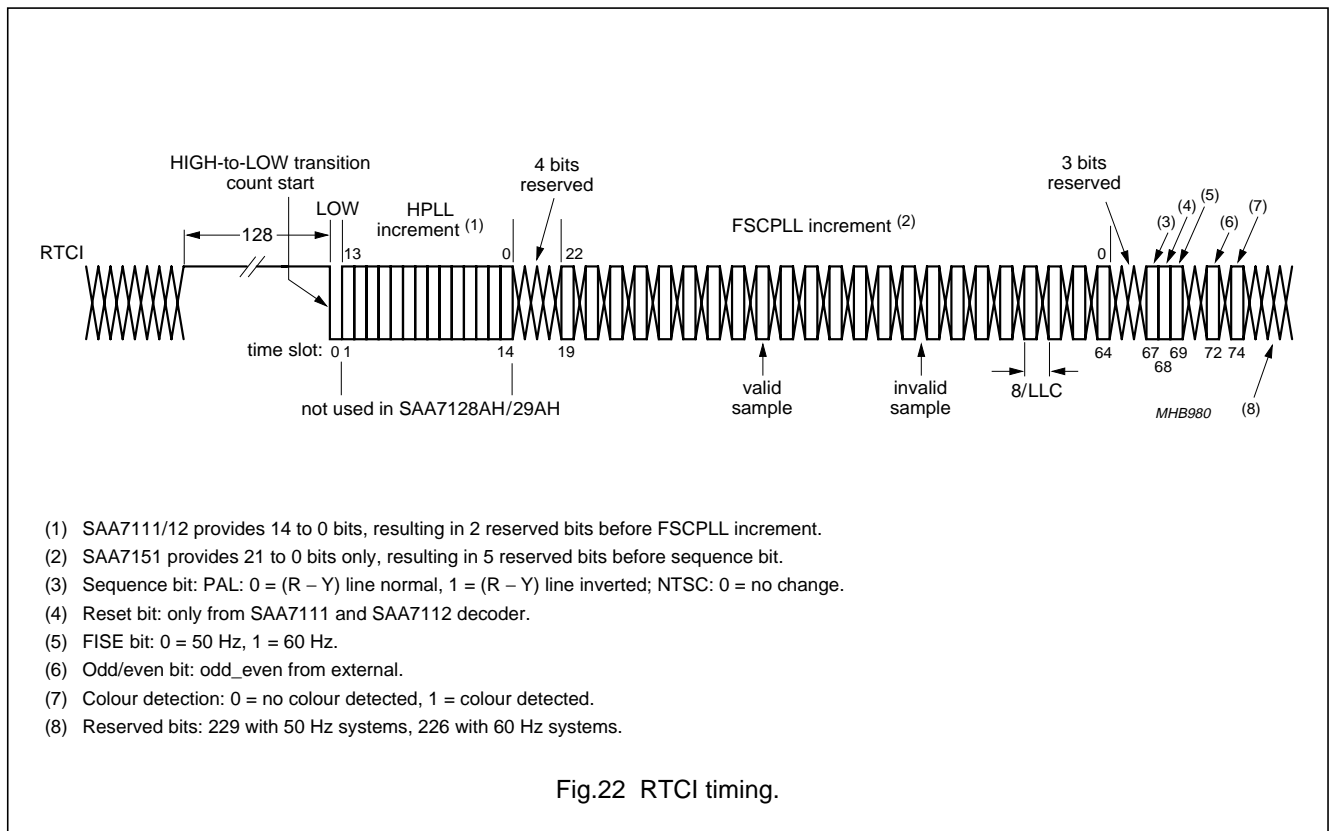 HIGH-to-LOW transition
count start
4 bits
reserved
3 bits
reserved
LOW
HPLL
increment (1)
FSCPLL increment (2)
(3)
(4)
(5)
(6)
(7)
128
13
0
22
0
RTCI
time slot:
0
1
14
19
64
67
68
69
72
74
not used in SAA7128AH/29AH
valid
sample
invalid
sample
8/LLC
MHB980
(8)
(1) SAA7111/12 provides 14 to 0 bits, resulting in 2 reserved bits before FSCPLL increment.
(2) SAA7151 provides 21 to 0 bits only, resulting in 5 reserved bits before sequence bit.
(3) Sequence bit: PAL: 0 = (R − Y) line normal, 1 = (R − Y) line inverted; NTSC: 0 = no change.
(4) Reset bit: only from SAA7111 and SAA7112 decoder.
(5) FISE bit: 0 = 50 Hz, 1 = 60 Hz.
(6) Odd/even bit: odd_even from external.
(7) Colour detection: 0 = no colour detected, 1 = colour detected.
(8) Reserved bits: 229 with 50 Hz systems, 226 with 60 Hz systems.
Fig.22 RTCI timing.